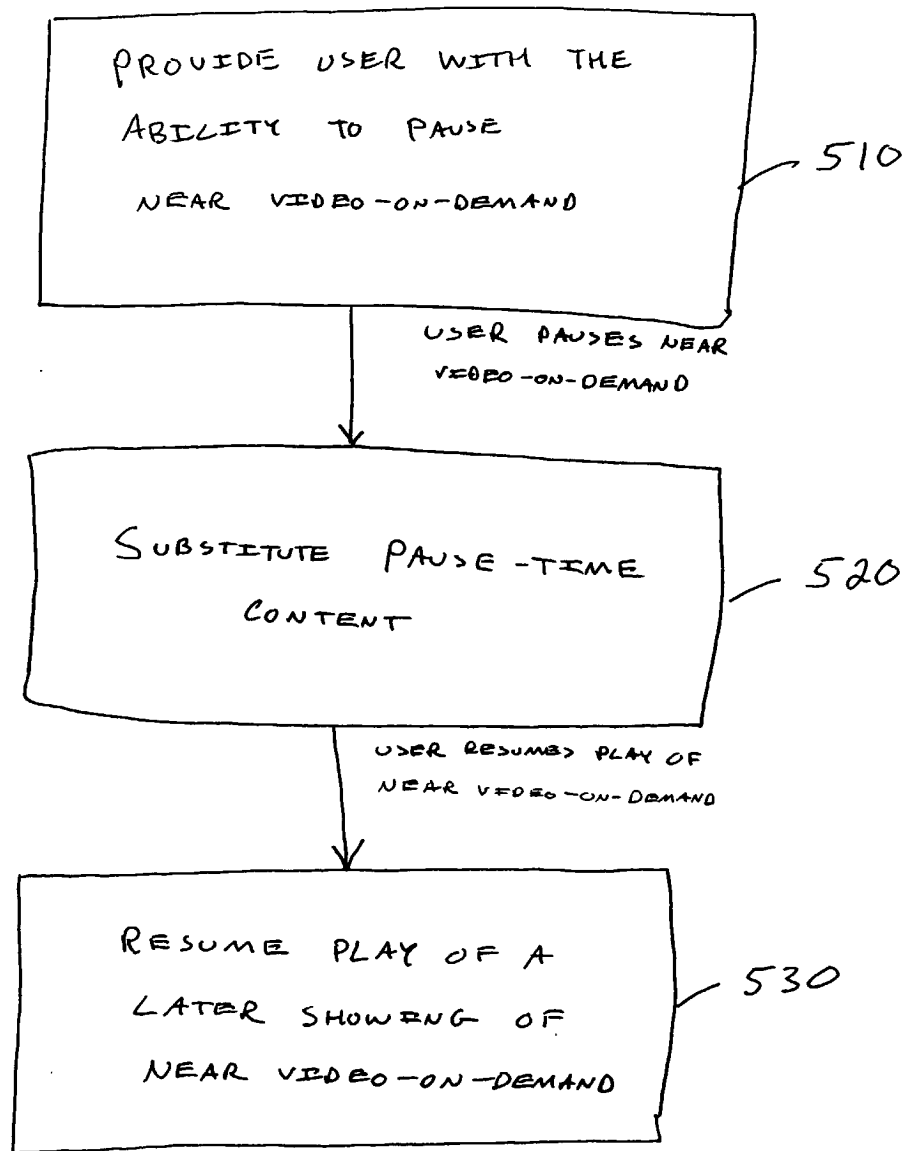 PROVIDE USER WITH THE
ABILITY TO PAUSE
NEAR VIDEO-ON-DEMAND
510
USER PAUSES NEAR
VIDEO-ON-DEMAND
SUBSTITUTE PAUSE-TIME
CONTENT
520
USER RESUMES PLAY OF
NEAR VIDEO-ON-DEMAND
RESUME PLAY OF A
LATER SHOWING OF
NEAR VIDEO-ON-DEMAND
530